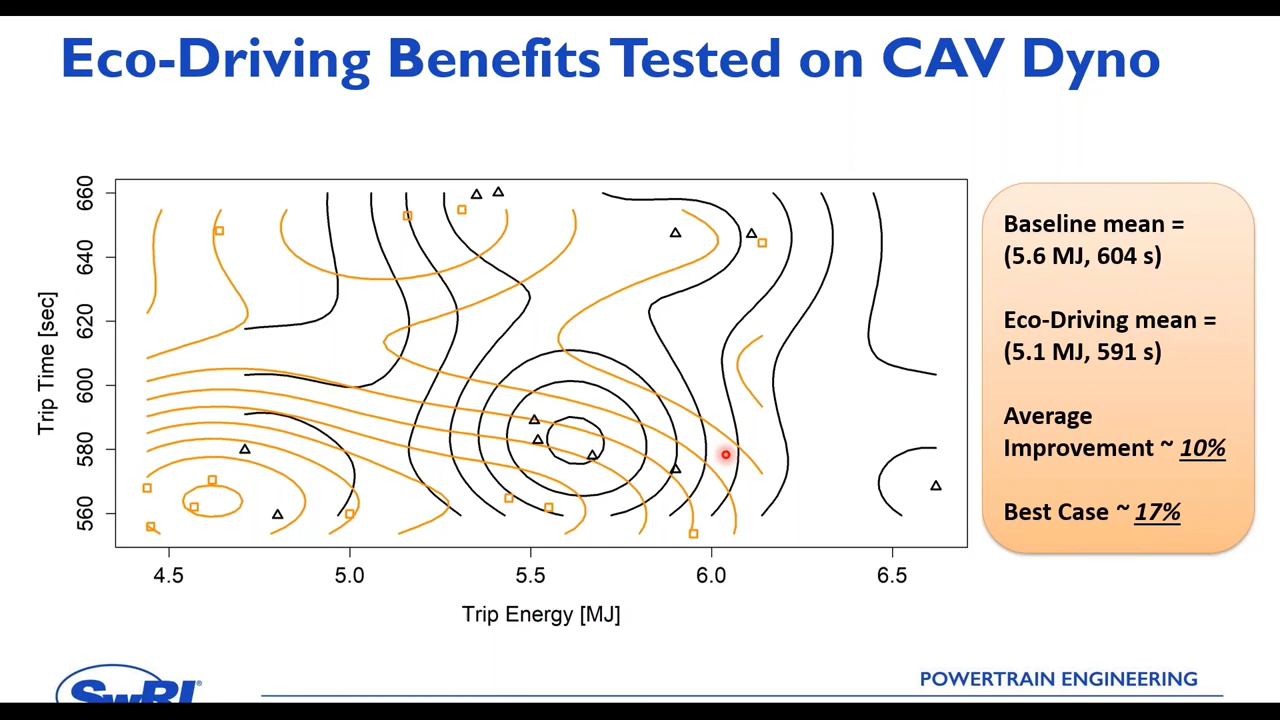 Eco-Driving Benefits Tested on CAV Dyno
660
640
620
600
580
560
Trip Time [sec]
4.5 5.0 5.5 6.0 6.5
Trip Energy [MJ]
Baseline mean =
(5.6 MJ, 604 s)
Eco-Driving mean =
(5.1 MJ, 591 s)
Average
Improvement ~ 10%
Best Case ~ 17%
SwRI®
POWERTRAIN ENGINEERING